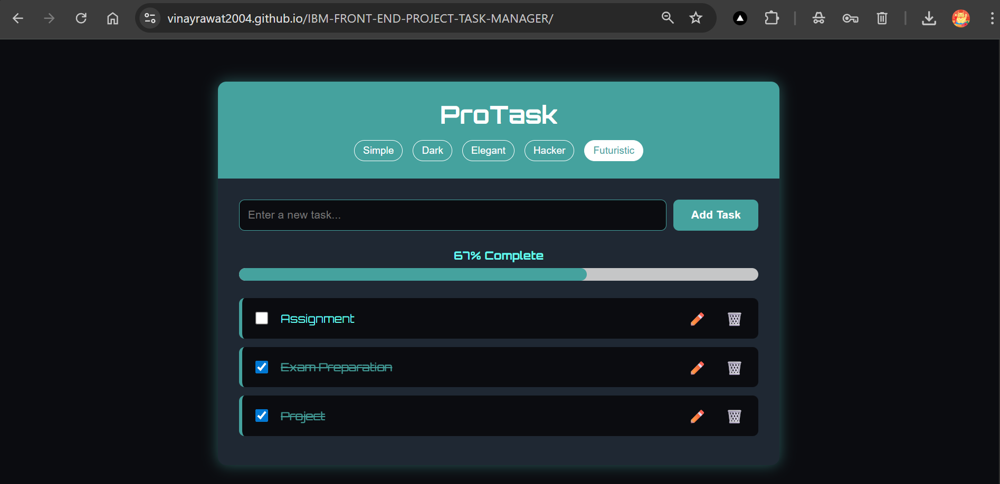 vinayrawat2004.github.io/IBM-FRONT-END-PROJECT-TASK-MANAGER/
ProTask
Simple Dark Elegant Hacker Futuristic
Enter a new task... Add Task
67% Complete
Assignment
Exam Preparation
Project